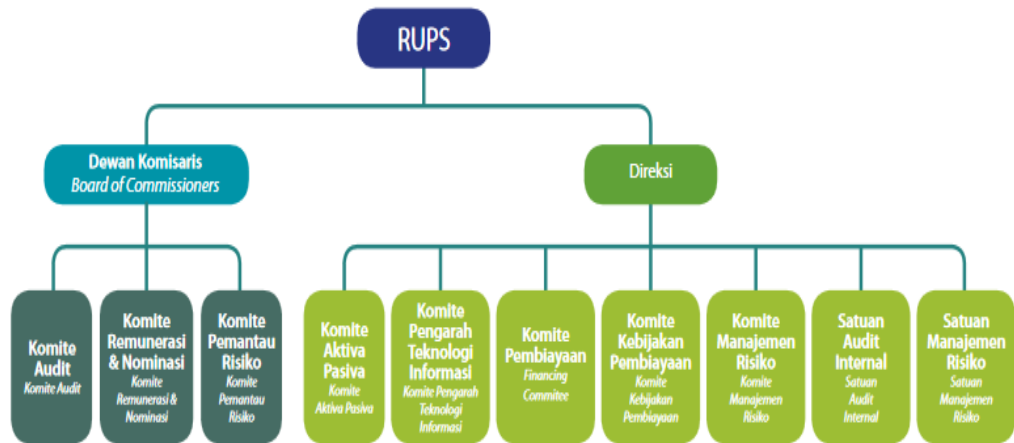 RUPS
Dewan Komisaris
Board of Commissioners
Direksi
Komite
Audit
Komite Audit
Komite
Remunerasi
& Nominasi
Komite
Remunerasi &
Nominasi
Komite
Pemantau
Risiko
Komite
Pemantau
Risiko
Komite
Aktiva
Pasiva
Komite
Aktiva Pasiva
Komite
Pengarah
Teknologi
Informasi
Komite Pengarah
Teknologi
Informasi
Komite
Pembiayaan
Financing
Commitee
Komite
Kebijakan
Pembiayaan
Komite
Kebijakan
Pembiayaan
Komite
Manajemen
Risiko
Komite
Manajemen
Risiko
Satuan
Audit
Internal
Satuan
Audit
Internal
Satuan
Manajemen
Risiko
Satuan
Manajemen
Risiko